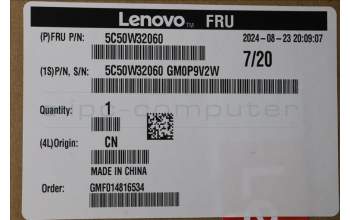 Lenovo™ FRU
(P)FRU P/N: 5C50W32060
2024-08-23 20:09:07
7/20
(1S)P/N, S/N: 5C50W32060 GM0P9V2W
Quantity: 1
(4L)Origin: CN
MADE IN CHINA
Order: GMF014816534